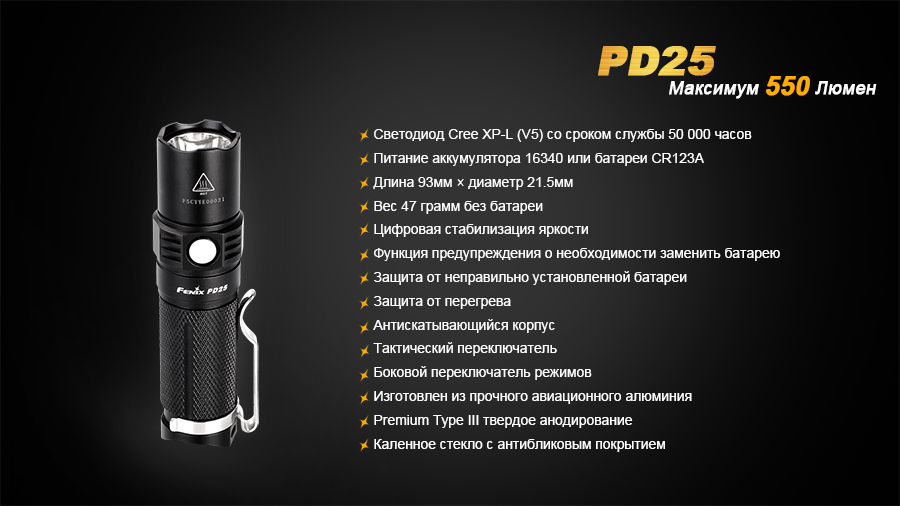 PD25
Максимум 550 Люмен
Светодиод Cree XP-L (V5) со сроком службы 50 000 часов
Питание аккумулятора 16340 или батареи CR123A
Длина 93мм × диаметр 21.5мм
Вес 47 грамм без батареи
Цифровая стабилизация яркости
Функция предупреждения о необходимости заменить батарею
Защита от неправильно установленной батареи
Защита от перегрева
Антискатывающийся корпус
Тактический переключатель
Боковой переключатель режимов
Изготовлен из прочного авиационного алюминия
Premium Type III твердое анодирование
Каленное стекло с антибликовым покрытием
FENIX PD25